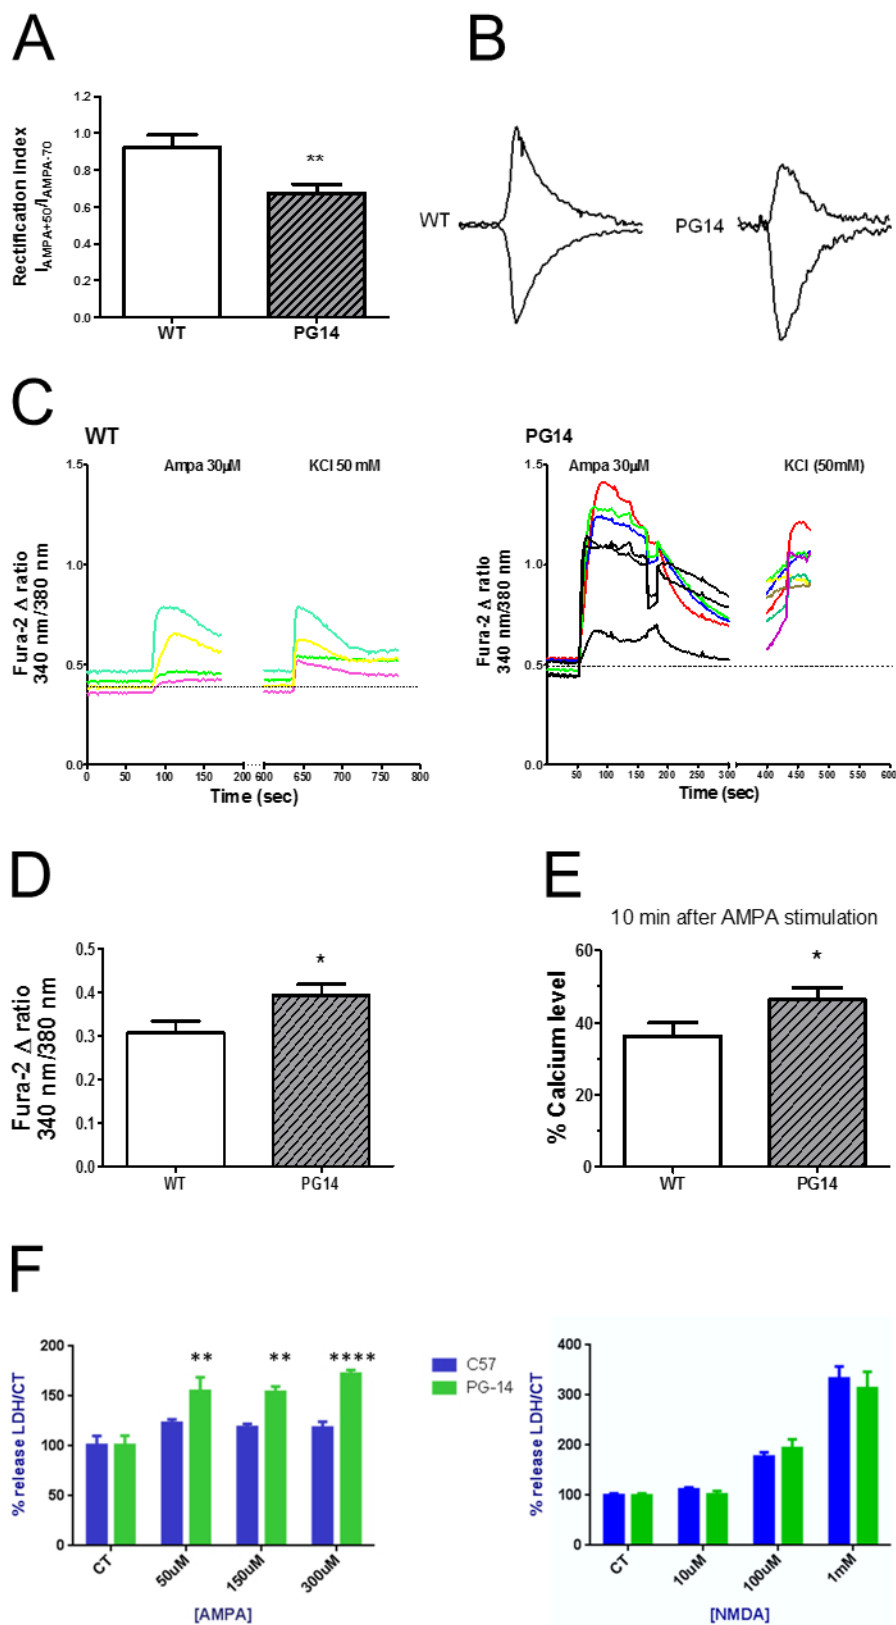 A
B
1.2
1.0
0.8
0.6
0.4
0.2
0.0
Rectification Index
I AMPA+50/I AMPA-70
**
WT
PG14
WT
PG14
C
WT
Ampa 30µM
KCl 50 mM
1.5
1.0
0.5
0.0
Fura-2 Δ ratio
340 nm/380 nm
0
50
100
150
200
600
650
700
750
800
Time (sec)
PG14
Ampa 30µM
KCl (50mM)
1.5
1.0
0.5
0.0
Fura-2 Δ ratio
340 nm/380 nm
50
100
150
200
250
300
400
450
500
550
600
Time (sec)
D
0.5
0.4
0.3
0.2
0.1
0.0
Fura-2 Δ ratio
340 nm/380 nm
*
WT
PG14
E
10 min after AMPA stimulation
60
40
20
0
% Calcium level
*
WT
PG14
F
200
150
100
50
0
% release LDH/CT
**
**
****
CT
50uM
150uM
300uM
[AMPA]
C57
PG-14
400
300
200
100
0
% release LDH/CT
CT
10uM
100uM
1mM
[NMDA]